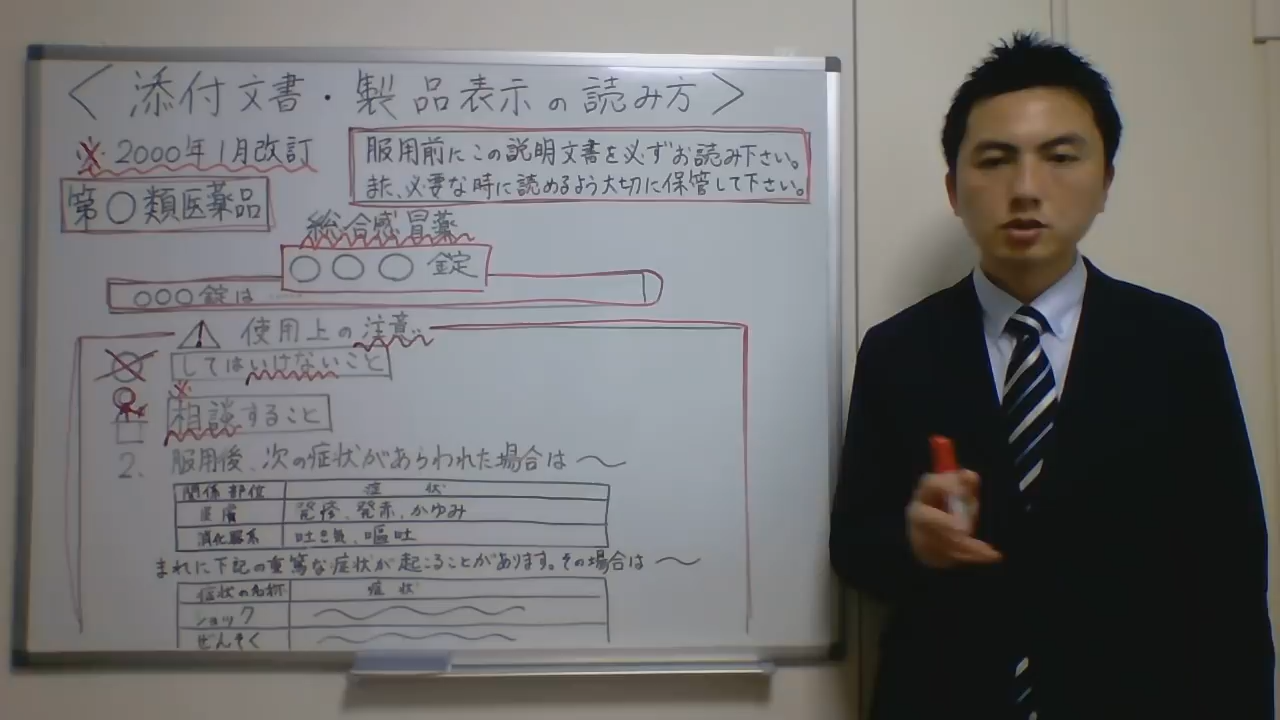 〈 添付文書・製品表示の読み方 〉
※ 2000年1月改訂
服用前にこの説明文書を必ずお読み下さい。
また、必要な時に読めるよう大切に保管して下さい。
第〇類医薬品
総合感冒薬
〇〇〇錠
〇〇〇錠は
使用上の注意
してはいけないこと
※
相談すること
2. 服用後、次の症状があらわれた場合は〜
関係部位 症状
皮膚 発疹、発赤、かゆみ
消化器系 吐き気、嘔吐
まれに下記の重篤な症状が起こることがあります。その場合は〜
症状の名称 症状
ショック
ぜんそく